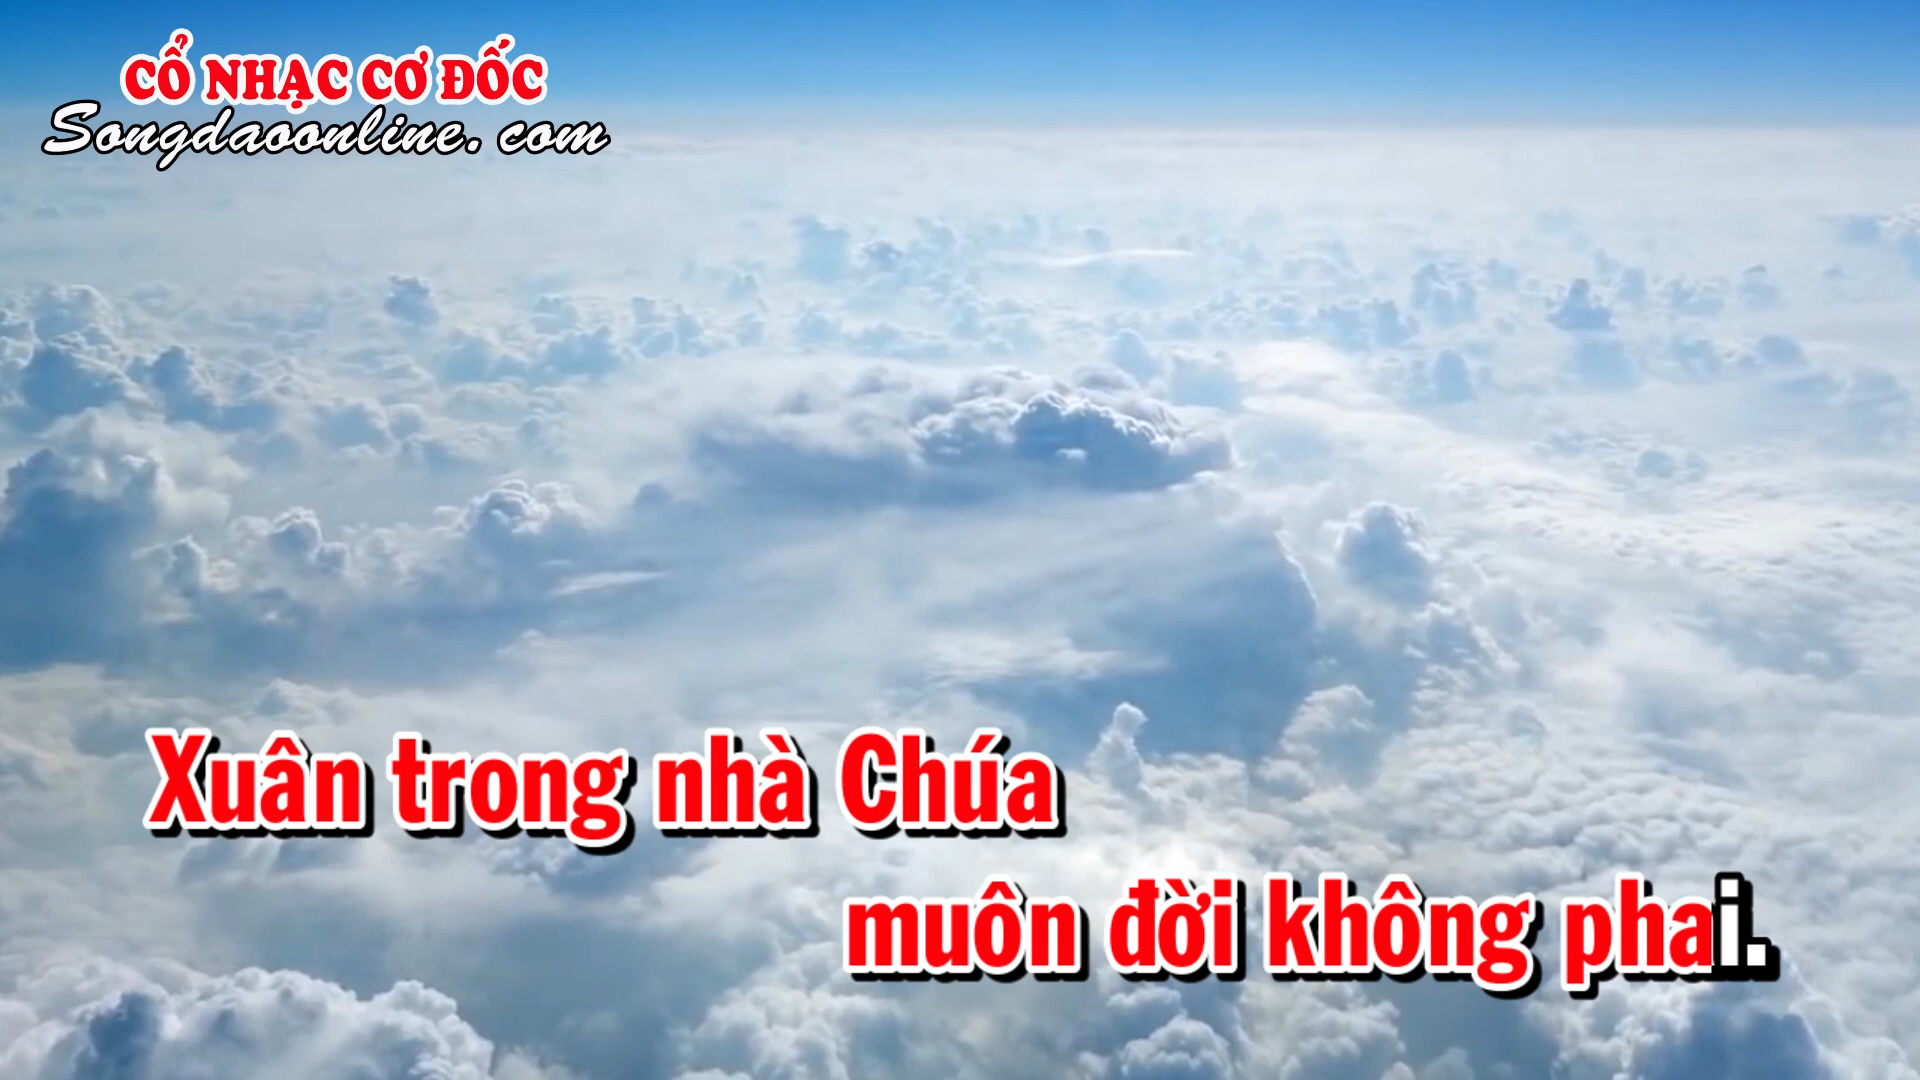 CỔ NHẠC CƠ ĐỐC
Songdaoonline.com
Xuân trong nhà Chúa
muôn đời không phai.